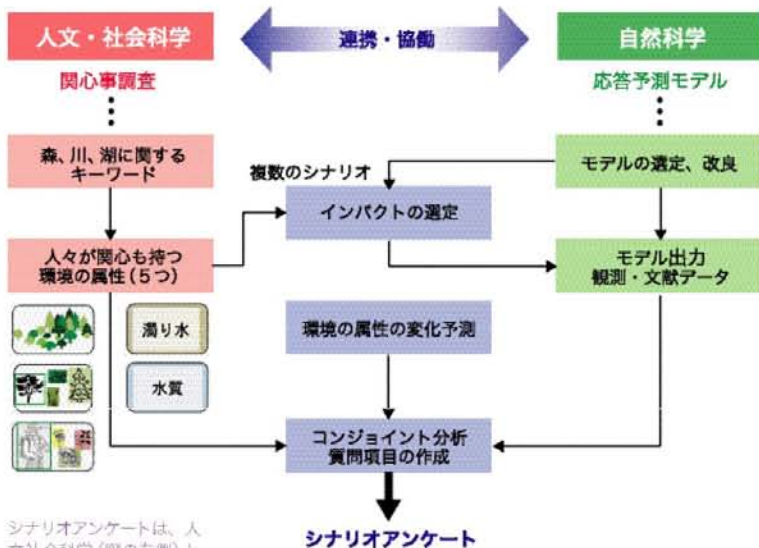 人文・社会科学
連携・協働
自然科学
関心事調査
応答予測モデル
森、川、湖に関する
キーワード
複数のシナリオ
モデルの選定、改良
インパクトの選定
人々が関心も持つ
環境の属性(5つ)
モデル出力
観測・文献データ
濁り水
環境の属性の変化予測
水質
コンジョイント分析
質問項目の作成
シナリオアンケートは、人
シナリオアンケート